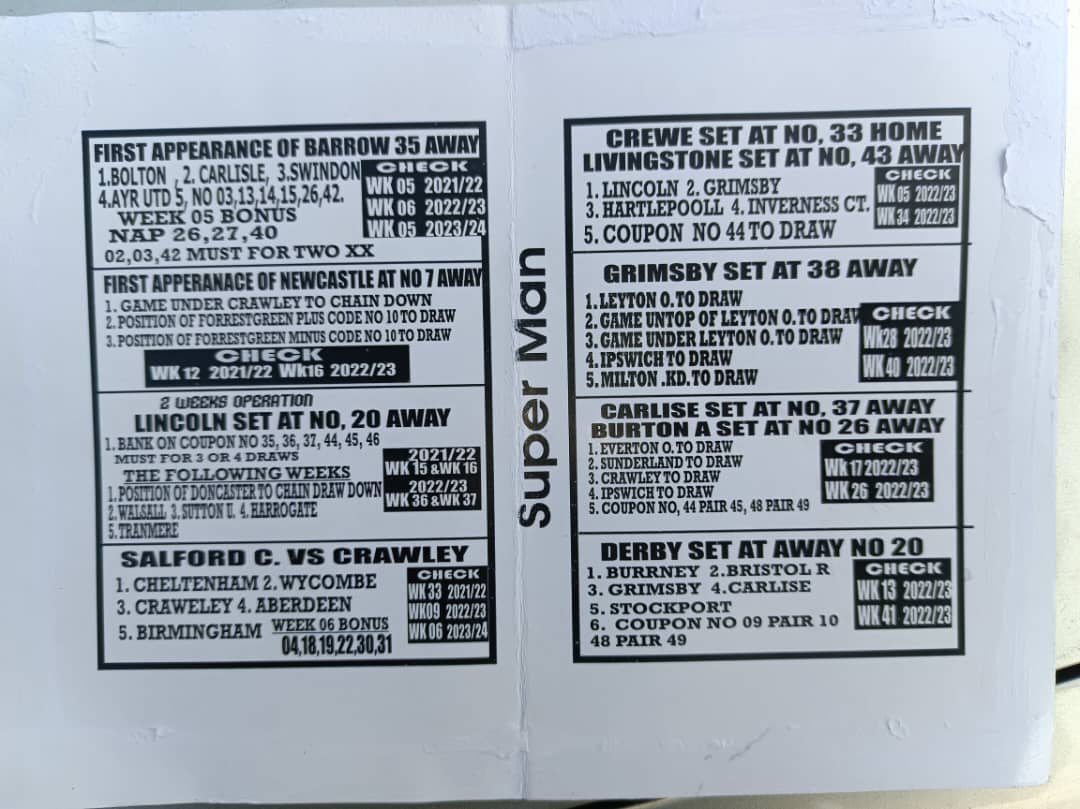 FIRST APPEARANCE OF BARROW 35 AWAY
1.BOLTON , 2. CARLISLE, 3.SWINDON
4.AYR UTD 5, NO 03,13,14,15,26,42.
WEEK 05 BONUS
NAP 26,27,40
02,03,42 MUST FOR TWO XX
CHECK
WK 05 2021/22
WK 06 2022/23
WK 05 2023/24
FIRST APPERANACE OF NEWCASTLE AT NO 7 AWAY
1. GAME UNDER CRAWLEY TO CHAIN DOWN
2. POSITION OF FORRESTGREEN PLUS CODE NO 10 TO DRAW
3. POSITION OF FORRESTGREEN MINUS CODE NO 10 TO DRAW
CHECK
WK 12 2021/22 Wk16 2022/23
2 WEEKS OPERATION
LINCOLN SET AT NO, 20 AWAY
1. BANK ON COUPON NO 35, 36, 37, 44, 45, 46
MUST FOR 3 OR 4 DRAWS
THE FOLLOWING WEEKS
1. POSITION OF DONCASTER TO CHAIN DRAW DOWN
2. WALSALL 3. SUTTON U. 4. HARROGATE
5. TRANMERE
2021/22
WK 15 &WK 16
2022/23
WK 36 &WK 37
SALFORD C. VS CRAWLEY
1. CHELTENHAM 2. WYCOMBE
3. CRAWELEY 4. ABERDEEN
5. BIRMINGHAM WEEK 06 BONUS
04,18,19,22,30,31
CHECK
WK 33 2021/22
WK09 2022/23
WK 06 2023/24
Super Man
CREWE SET AT NO, 33 HOME
LIVINGSTONE SET AT NO, 43 AWAY
1. LINCOLN 2. GRIMSBY
3. HARTLEPOOLL 4. INVERNESS CT.
5. COUPON NO 44 TO DRAW
CHECK
WK 05 2022/23
WK 34 2022/23
GRIMSBY SET AT 38 AWAY
1. LEYTON O. TO DRAW
2. GAME UNTOP OF LEYTON O. TO DRAW
3. GAME UNDER LEYTON O. TO DRAW
4. IPSWICH TO DRAW
5. MILTON .KD. TO DRAW
CHECK
Wk28 2022/23
WK 40 2022/23
CARLISE SET AT NO, 37 AWAY
BURTON A SET AT NO 26 AWAY
1. EVERTON O. TO DRAW
2. SUNDERLAND TO DRAW
3. CRAWLEY TO DRAW
4. IPSWICH TO DRAW
5. COUPON NO, 44 PAIR 45, 48 PAIR 49
CHECK
Wk 17 2022/23
WK 26 2022/23
DERBY SET AT AWAY NO 20
1. BURRNEY 2.BRISTOL R
3. GRIMSBY 4.CARLISE
5. STOCKPORT
6. COUPON NO 09 PAIR 10
48 PAIR 49
CHECK
WK 13 2022/23
WK 41 2022/23